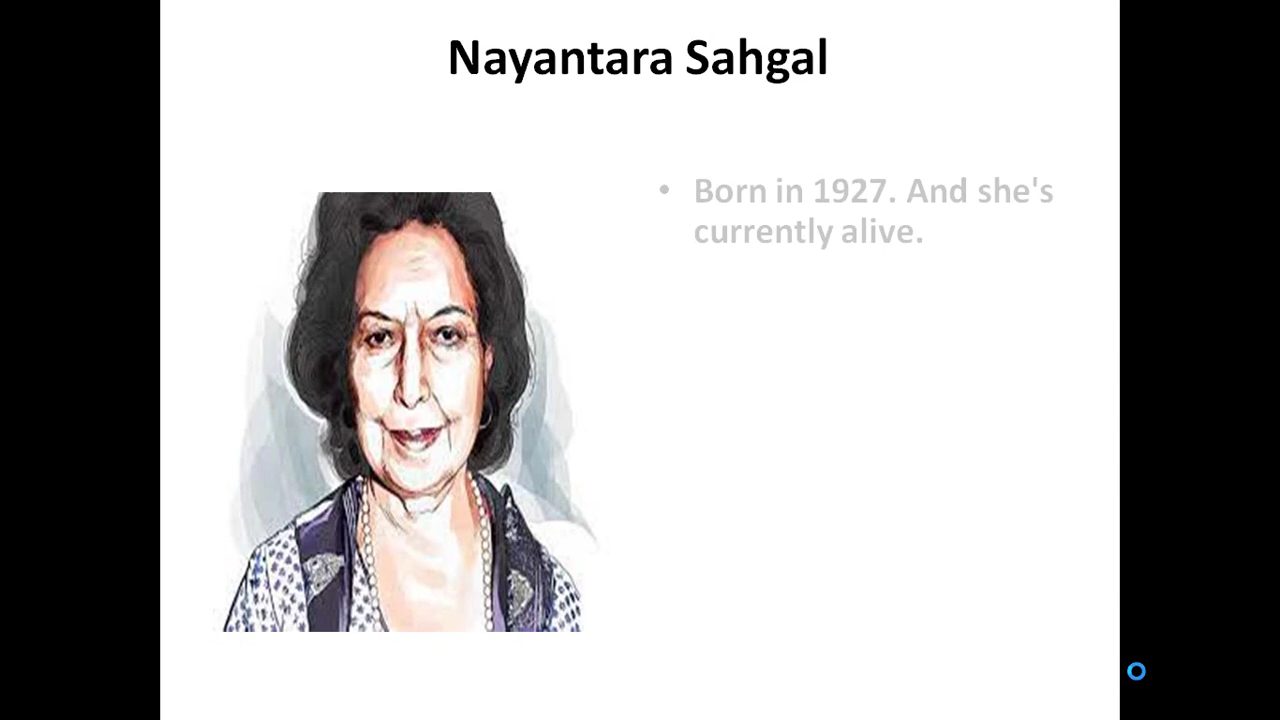 Nayantara Sahgal
• Born in 1927. And she's
currently alive.